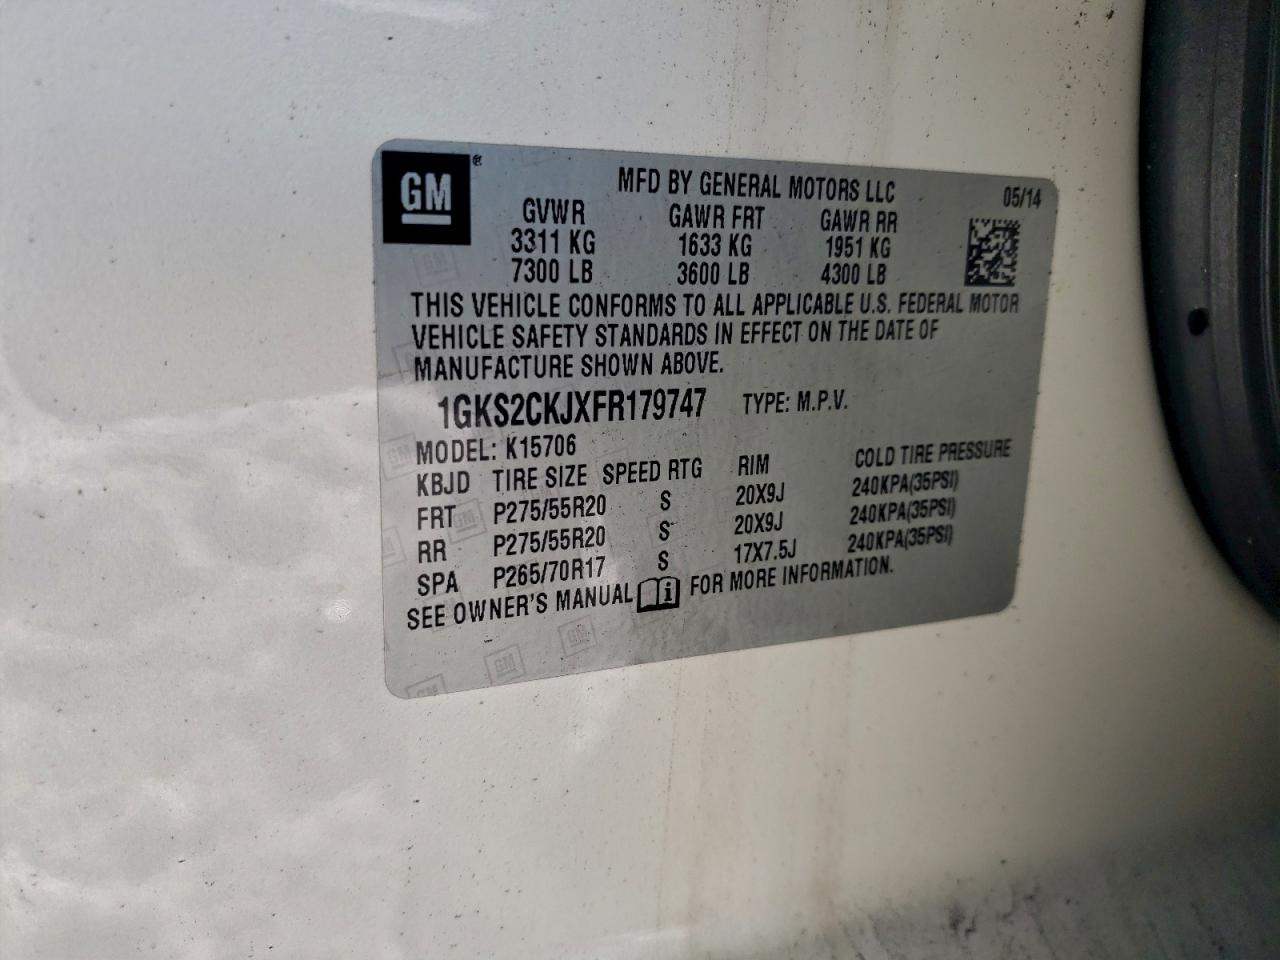 GM ®
MFD BY GENERAL MOTORS LLC 05/14
GVWR GAWR FRT GAWR RR
3311 KG 1633 KG 1951 KG
7300 LB 3600 LB 4300 LB
THIS VEHICLE CONFORMS TO ALL APPLICABLE U.S. FEDERAL MOTOR
VEHICLE SAFETY STANDARDS IN EFFECT ON THE DATE OF
MANUFACTURE SHOWN ABOVE.
1GKS2CKJXFR179747 TYPE: M.P.V.
MODEL: K15706
KBJD TIRE SIZE SPEED RTG RIM COLD TIRE PRESSURE
FRT P275/55R20 S 20X9J 240KPA(35PSI)
RR P275/55R20 S 20X9J 240KPA(35PSI)
SPA P265/70R17 S 17X7.5J 240KPA(35PSI)
SEE OWNER'S MANUAL i FOR MORE INFORMATION.